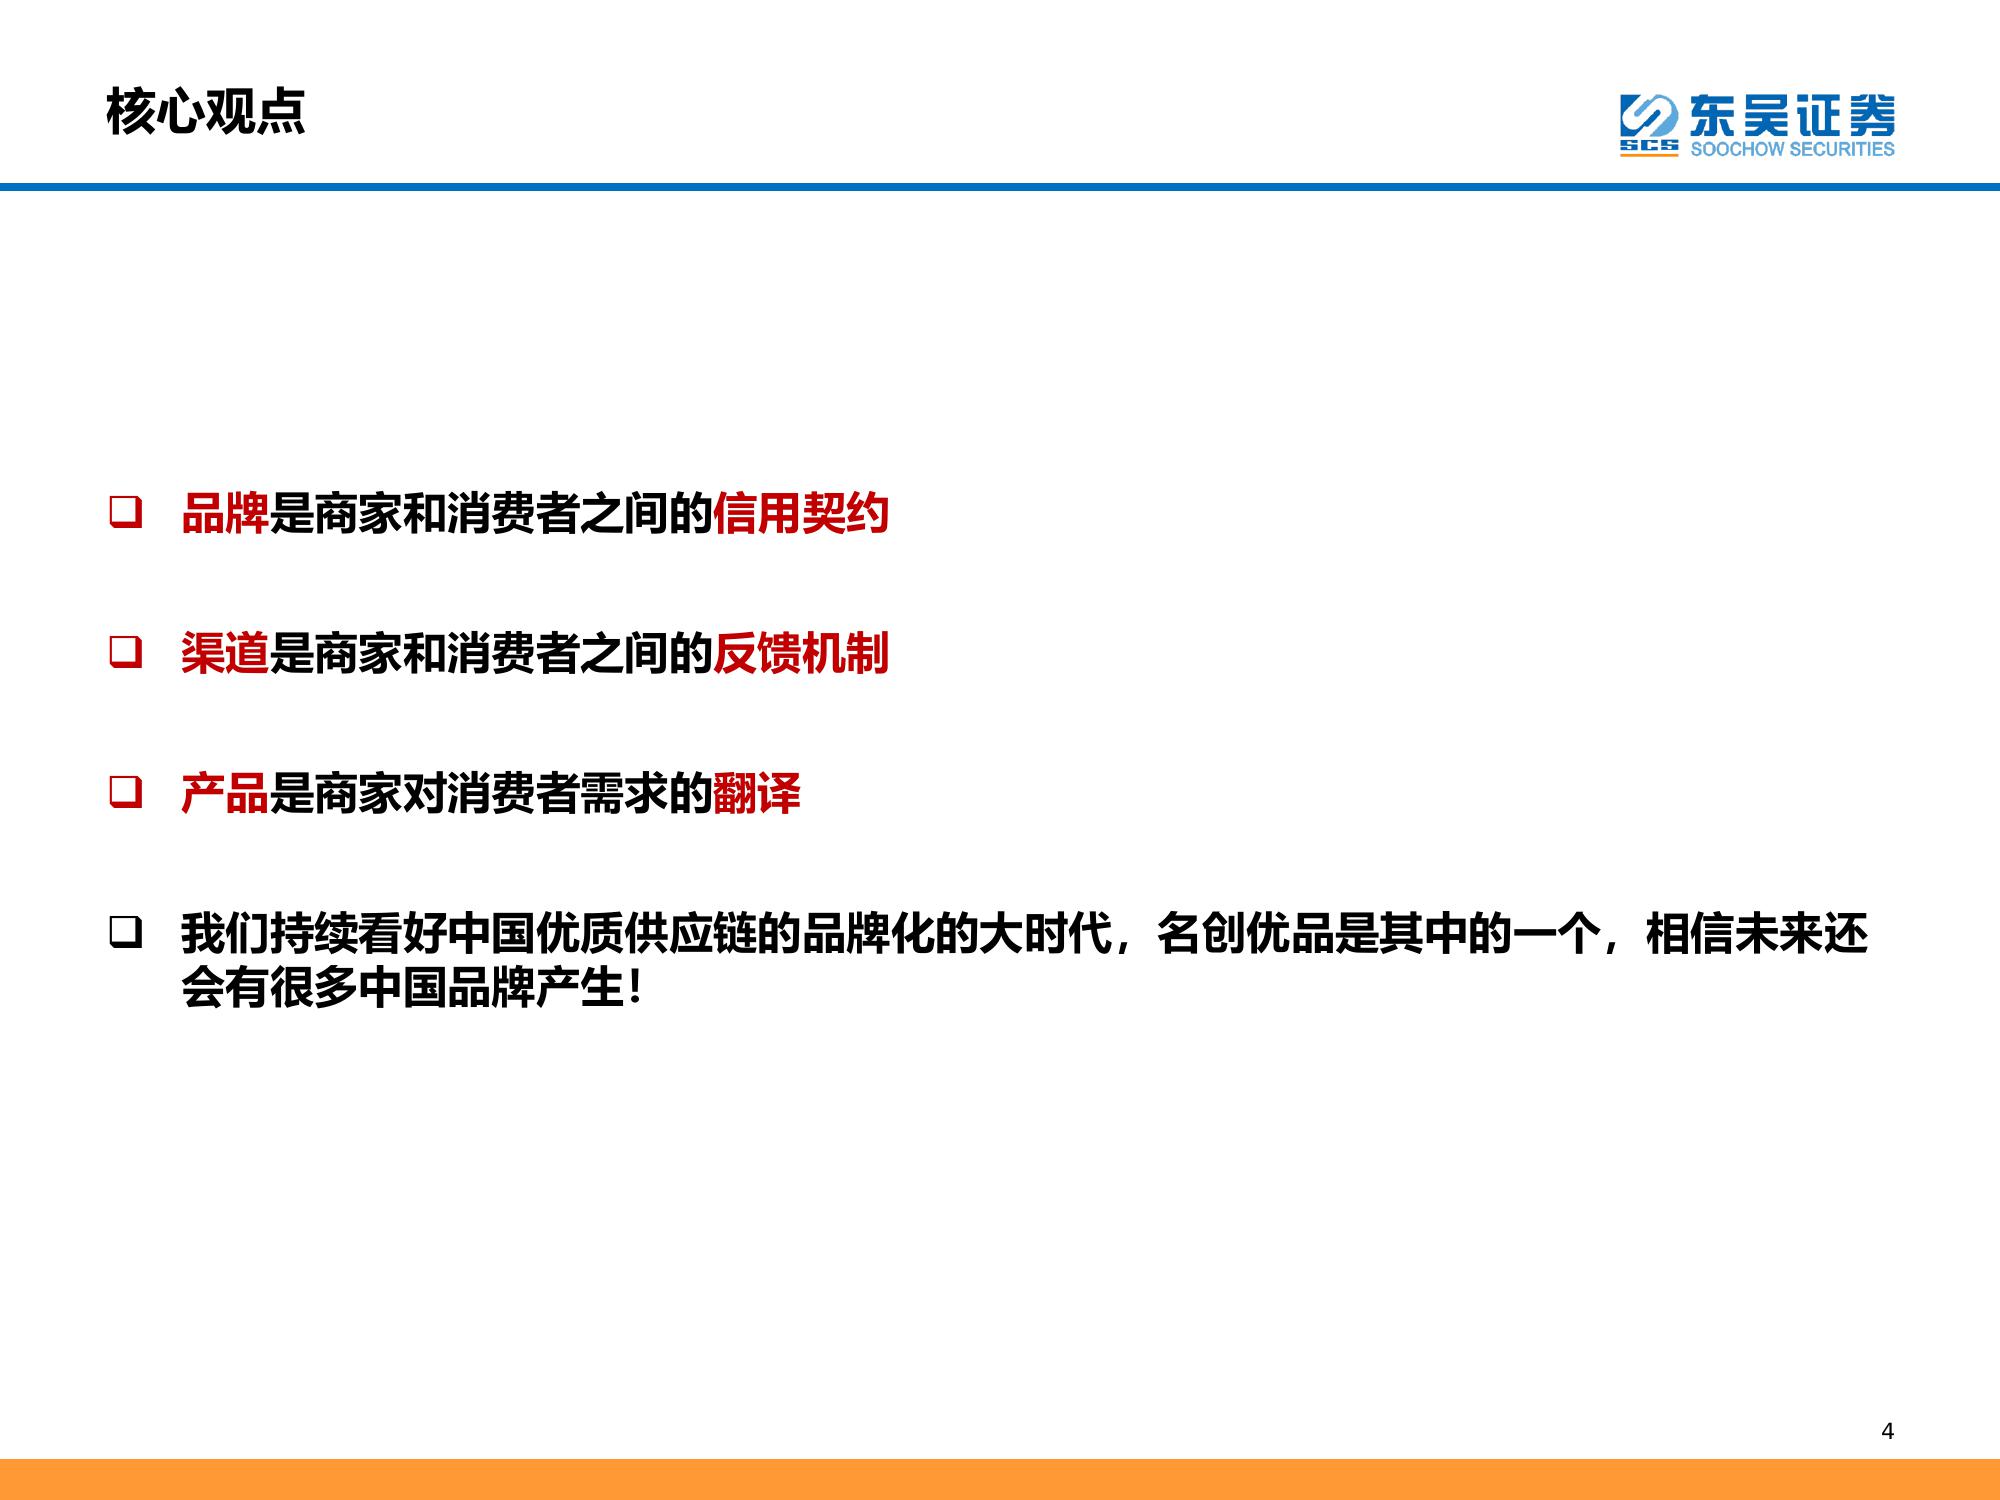 核心观点
东吴证券
SCS
SOOCHOW SECURITIES
品牌是商家和消费者之间的信用契约
渠道是商家和消费者之间的反馈机制
产品是商家对消费者需求的翻译
我们持续看好中国优质供应链的品牌化的大时代，名创优品是其中的一个，相信未来还
会有很多中国品牌产生！
4